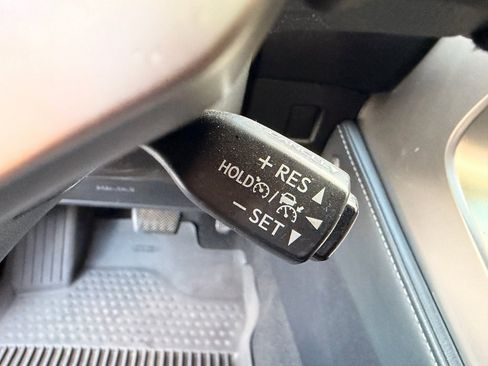 + RES ▲
HOLD / ◀
− SET ▼